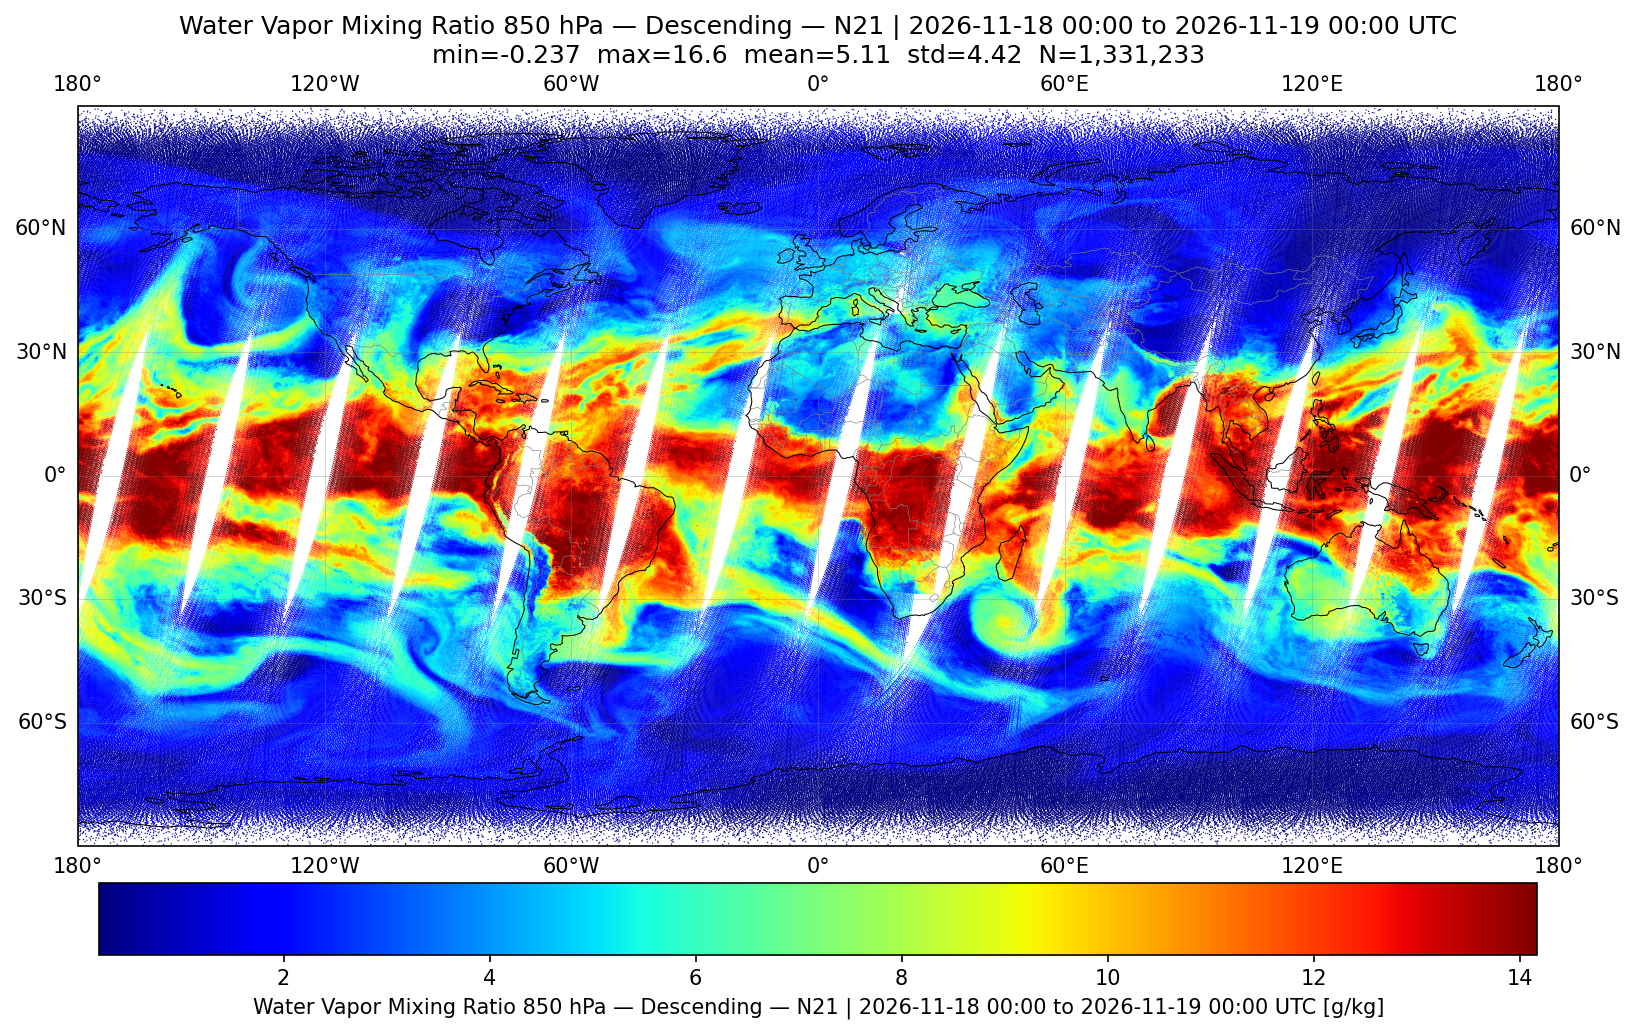 Water Vapor Mixing Ratio 850 hPa — Descending — N21 | 2026-11-18 00:00 to 2026-11-19 00:00 UTC
min=-0.237 max=16.6 mean=5.11 std=4.42 N=1,331,233
180° 120°W 60°W 0° 60°E 120°E 180°
60°N 60°N
30°N 30°N
0° 0°
30°S 30°S
60°S 60°S
180° 120°W 60°W 0° 60°E 120°E 180°
2 4 6 8 10 12 14
Water Vapor Mixing Ratio 850 hPa — Descending — N21 | 2026-11-18 00:00 to 2026-11-19 00:00 UTC [g/kg]